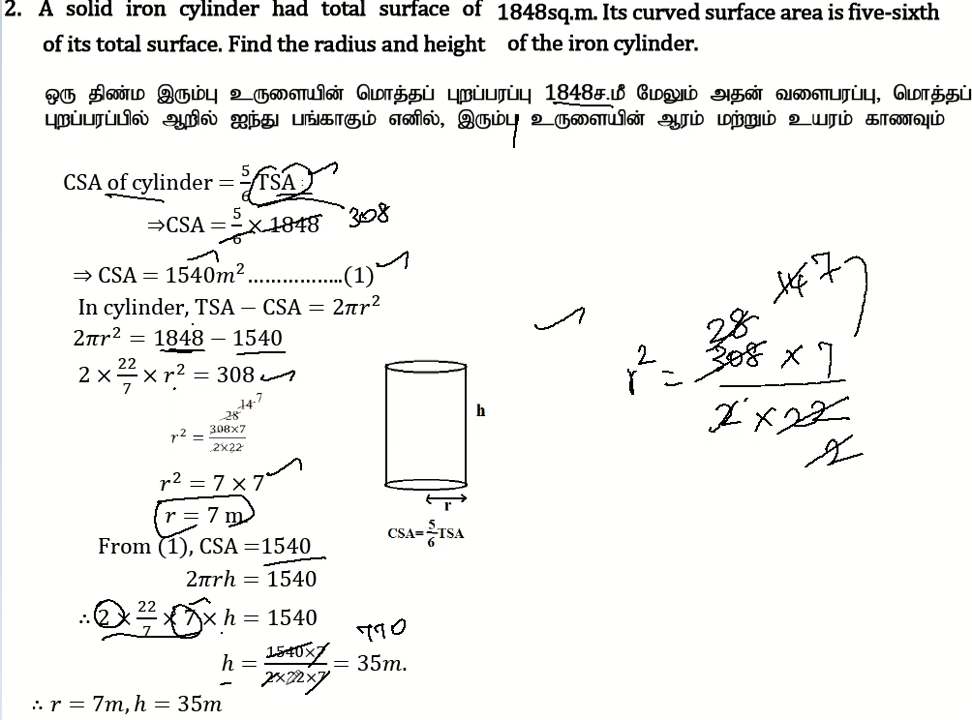 2. A solid iron cylinder had total surface of 1848sq.m. Its curved surface area is five-sixth
of its total surface. Find the radius and height of the iron cylinder.
ஒரு திண்ம இரும்பு உருளையின் மொத்தப் புறப்பரப்பு 1848ச.மீ மேலும் அதன் வளைபரப்பு, மொத்தப்
புறப்பரப்பில் ஆறில் ஐந்து பங்காகும் எனில், இரும்பு உருளையின் ஆரம் மற்றும் உயரம் காணவும்
CSA of cylinder = 5/6 TSA
⇒CSA = 5/6 × 1848 308
⇒ CSA = 1540m²..................(1)
In cylinder, TSA − CSA = 2πr²
2πr² = 1848 − 1540
2 × 22/7 × r² = 308
14 7
28
r² = 308×7/2×22
r² = 7 × 7
r = 7 m
From (1), CSA =1540
2πrh = 1540
∴ 2 × 22/7 × 7 × h = 1540
770
h = 1540×7/2×22×7 = 35m.
∴ r = 7m, h = 35m
h
r
CSA=5/6TSA
14 7
28
r² = 308 × 7/2 × 22
2